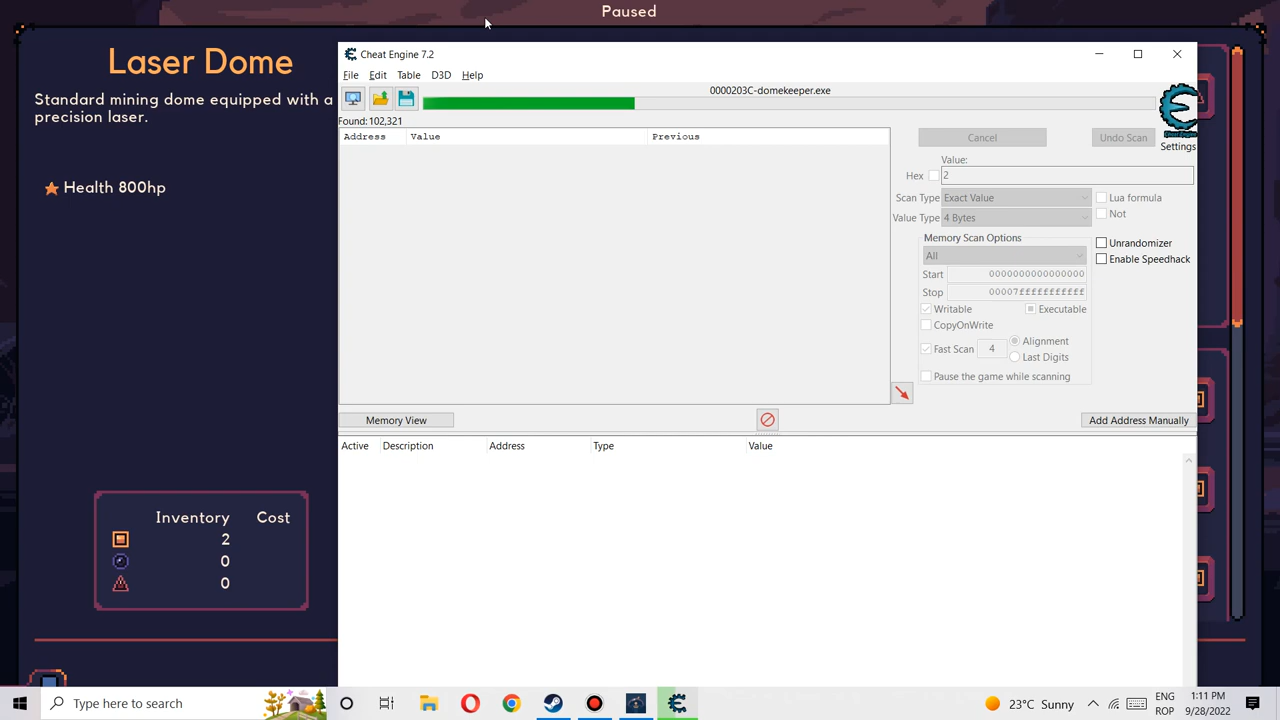 Paused
Laser Dome
Standard mining dome equipped with a
precision laser.
Health 800hp
Inventory Cost
2
0
0
Cheat Engine 7.2
File Edit Table D3D Help
0000203C-domekeeper.exe
Found:102,321
Address Value Previous
Cancel Undo Scan
Cheat Engine
Settings
Value:
Hex 2
Scan Type Exact Value Lua formula
Value Type 4 Bytes Not
Memory Scan Options
All
Unrandomizer
Enable Speedhack
Start 0000000000000000
Stop 00007fffffffffff
Writable Executable
CopyOnWrite
Fast Scan 4 Alignment
Last Digits
Pause the game while scanning
Memory View Add Address Manually
Active Description Address Type Value
Type here to search
23°C Sunny
ENG
ROP
1:11 PM
9/28/2022